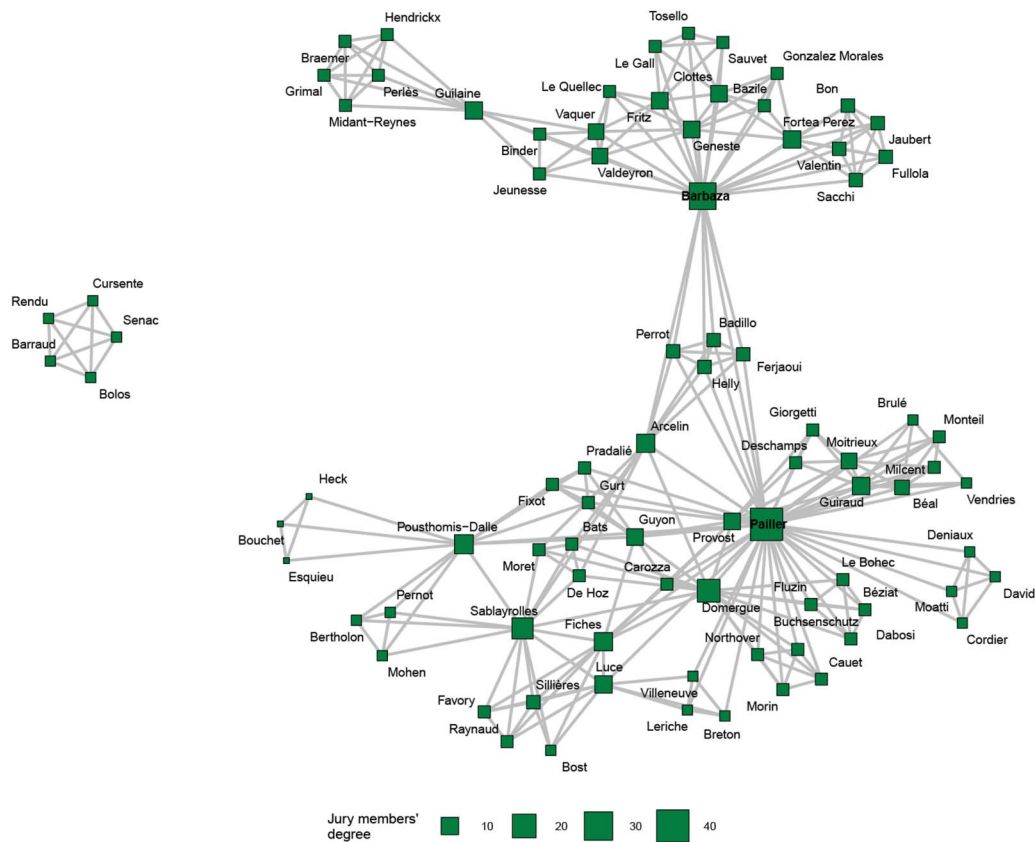 Hendrickx
Braemer
Grimal
Perlès
Midant−Reynes
Guilaine
Tosello
Le Gall
Sauvet
Clottes
Gonzalez Morales
Le Quellec
Bazile
Bon
Vaquer
Fritz
Fortea Perez
Jaubert
Binder
Geneste
Valentin
Valdeyron
Fullola
Jeunesse
Sacchi
Barbaza
Cursente
Rendu
Senac
Barraud
Bolos
Badillo
Perrot
Ferjaoui
Helly
Brulé
Giorgetti
Monteil
Arcelin
Deschamps
Moitrieux
Pradalié
Milcent
Heck
Gurt
Fixot
Guiraud
Béal
Vendries
Pousthomis−Dalle
Bats
Guyon
Provost
Pailler
Bouchet
Deniaux
Moret
Carozza
Le Bohec
Esquieu
Fluzin
Béziat
David
De Hoz
Domergue
Moatti
Pernot
Sablayrolles
Fiches
Buchsenschutz
Bertholon
Northover
Dabosi
Cordier
Mohen
Luce
Cauet
Sillières
Villeneuve
Favory
Morin
Raynaud
Leriche
Breton
Bost
Jury members'
degree
10
20
30
40